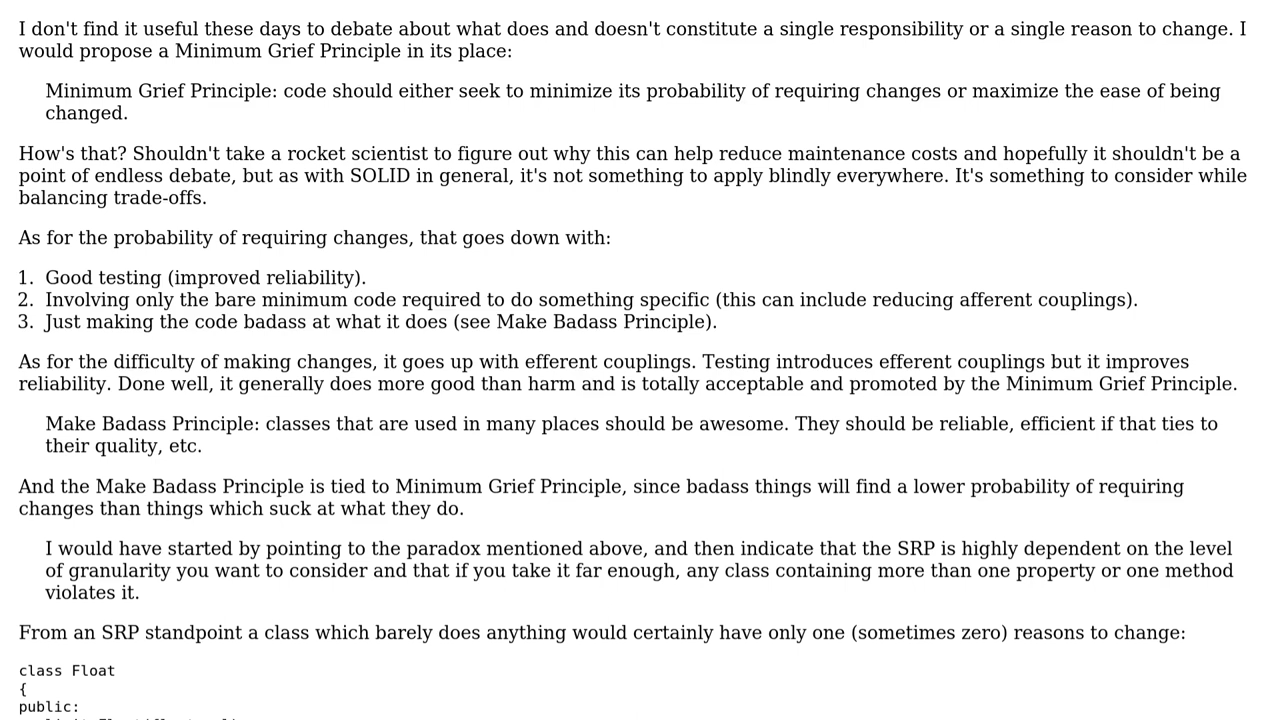 I don't find it useful these days to debate about what does and doesn't constitute a single responsibility or a single reason to change. I
would propose a Minimum Grief Principle in its place:
Minimum Grief Principle: code should either seek to minimize its probability of requiring changes or maximize the ease of being
changed.
How's that? Shouldn't take a rocket scientist to figure out why this can help reduce maintenance costs and hopefully it shouldn't be a
point of endless debate, but as with SOLID in general, it's not something to apply blindly everywhere. It's something to consider while
balancing trade-offs.
As for the probability of requiring changes, that goes down with:
1. Good testing (improved reliability).
2. Involving only the bare minimum code required to do something specific (this can include reducing afferent couplings).
3. Just making the code badass at what it does (see Make Badass Principle).
As for the difficulty of making changes, it goes up with efferent couplings. Testing introduces efferent couplings but it improves
reliability. Done well, it generally does more good than harm and is totally acceptable and promoted by the Minimum Grief Principle.
Make Badass Principle: classes that are used in many places should be awesome. They should be reliable, efficient if that ties to
their quality, etc.
And the Make Badass Principle is tied to Minimum Grief Principle, since badass things will find a lower probability of requiring
changes than things which suck at what they do.
I would have started by pointing to the paradox mentioned above, and then indicate that the SRP is highly dependent on the level
of granularity you want to consider and that if you take it far enough, any class containing more than one property or one method
violates it.
From an SRP standpoint a class which barely does anything would certainly have only one (sometimes zero) reasons to change:
class Float
{
public: